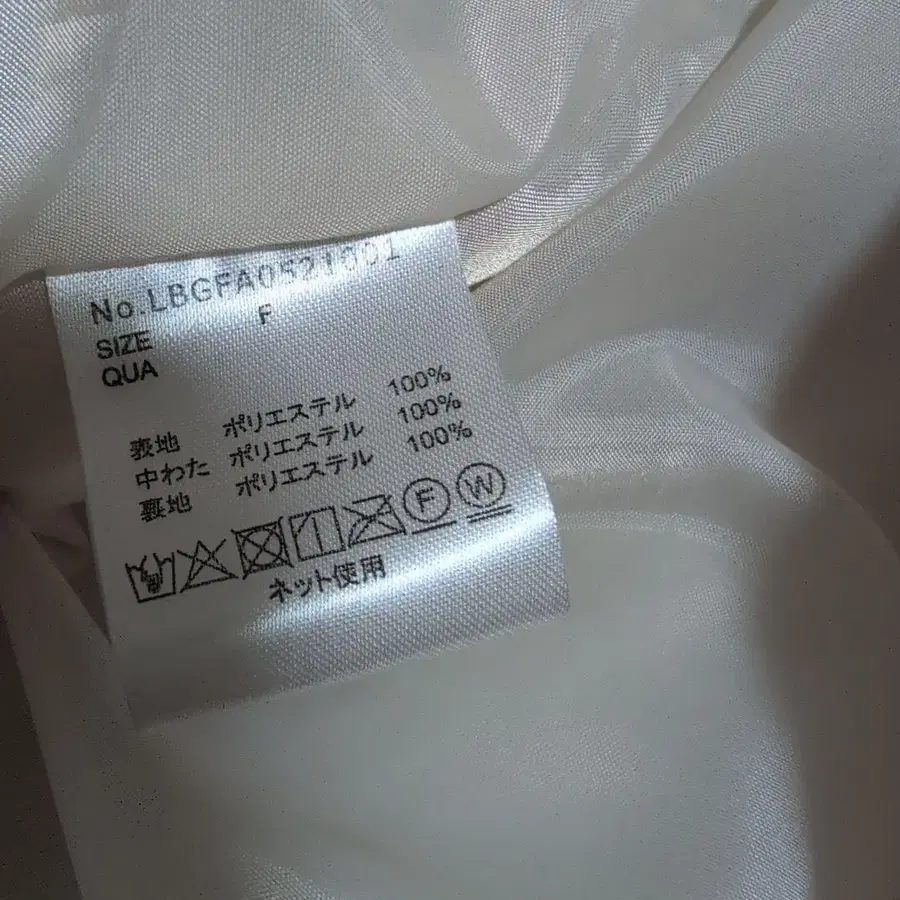 No.LBGFA0521001
SIZE F
QUA
表地 ポリエステル 100%
中わた ポリエステル 100%
裏地 ポリエステル 100%
F W
ネット使用